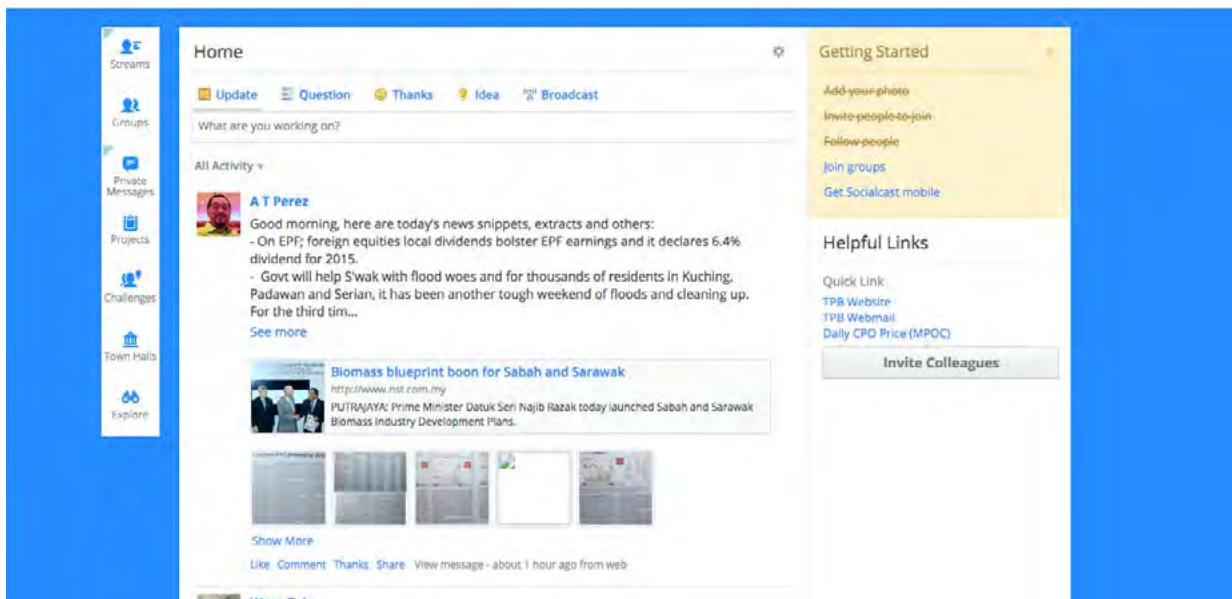 Streams
Groups
Private
Messages
Projects
Challenges
Town Halls
Explore
Home
Update Question Thanks Idea Broadcast
What are you working on?
All Activity
A T Perez
Good morning, here are today's news snippets, extracts and others:
- On EPF; foreign equities local dividends bolster EPF earnings and it declares 6.4%
dividend for 2015.
- Govt will help S'wak with flood woes and for thousands of residents in Kuching,
Padawan and Serian, it has been another tough weekend of floods and cleaning up.
For the third tim...
See more
Biomass blueprint boon for Sabah and Sarawak
http://www.nst.com.my
PUTRAJAYA: Prime Minister Datuk Seri Najib Razak today launched Sabah and Sarawak
Biomass Industry Development Plans.
Show More
Like Comment Thanks Share View message - about 1 hour ago from web
Getting Started
Add your photo
Invite people to join
Follow people
Join groups
Get Socialcast mobile
Helpful Links
Quick Link
TPB Website
TPB Webmail
Daily CPO Price (MPOC)
Invite Colleagues